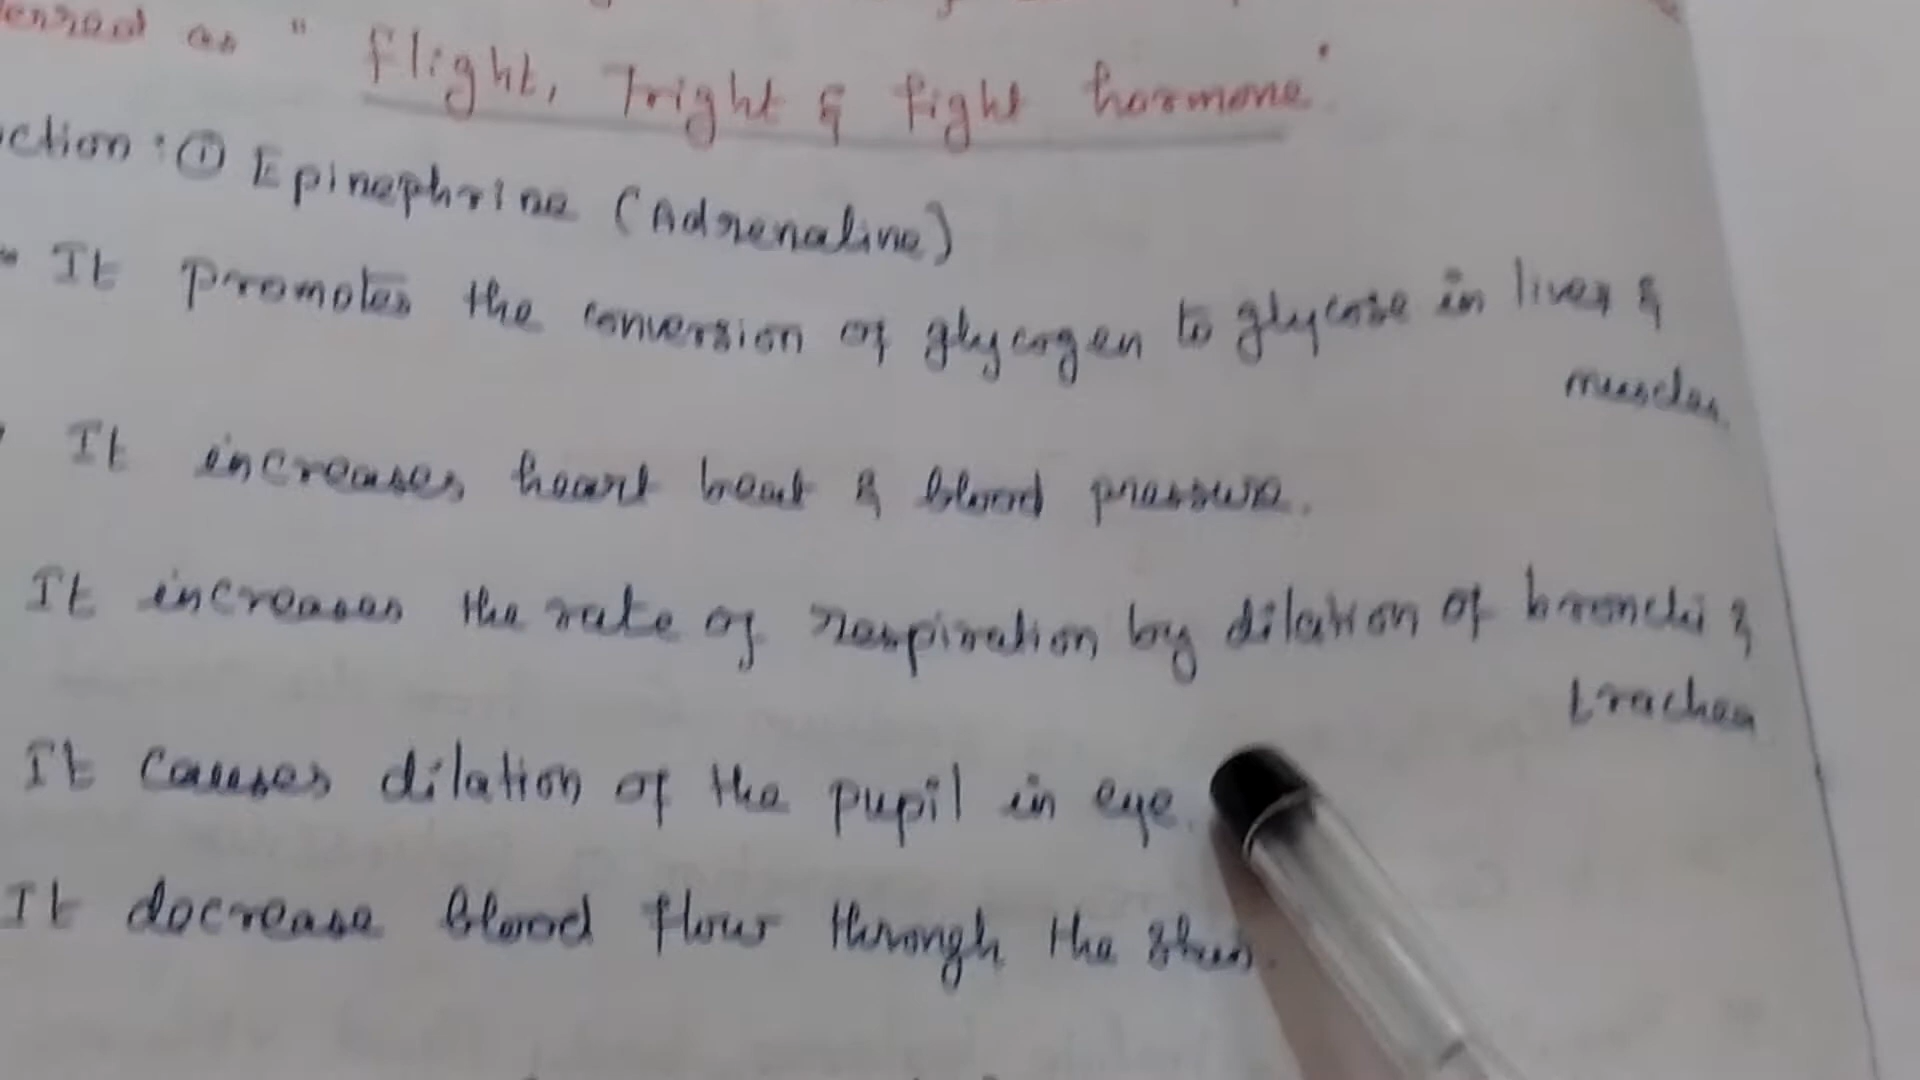 as " flight, fright & fight hormone"
ction: ① Epinephrine (Adrenaline)
It promotes the conversion of glycogen to glycose in liver &
muscles.
It increases heart beat & blood pressure.
It increases the rate of respiration by dilation of bronchi &
trachea
It causes dilation of the pupil in eye.
It decrease blood flow through the